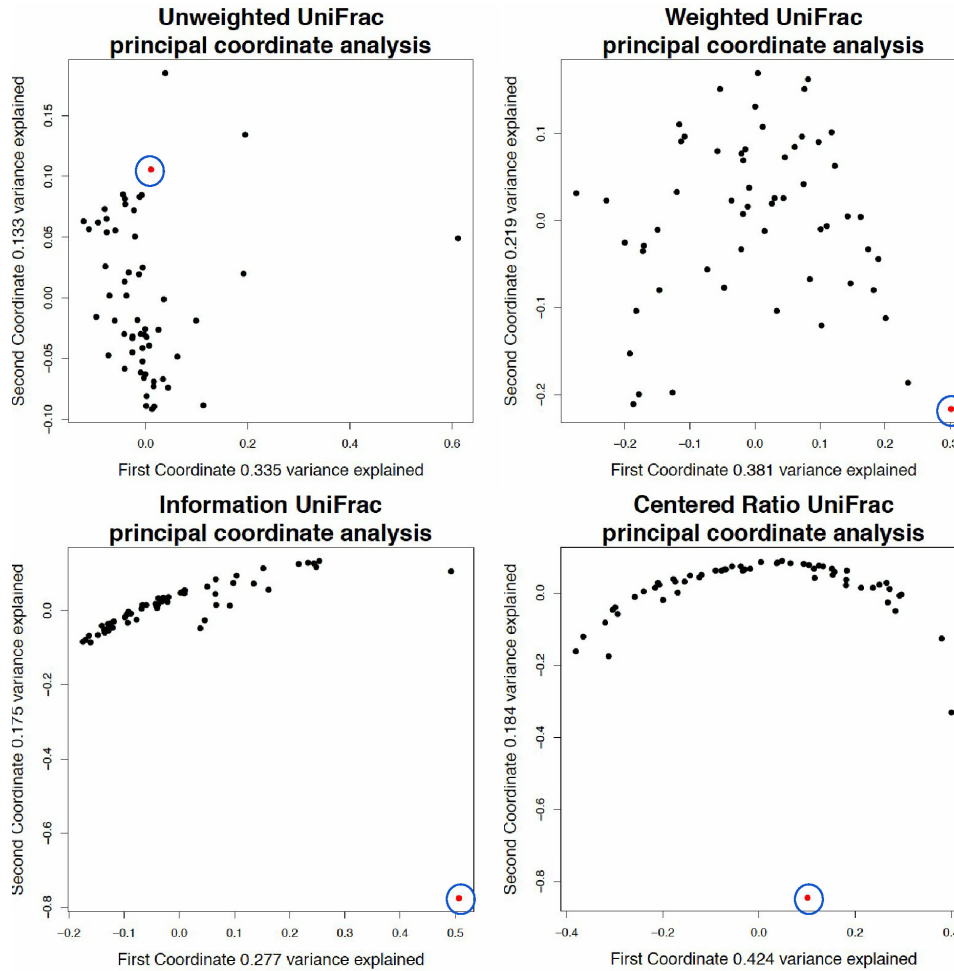 Unweighted UniFrac
principal coordinate analysis
Second Coordinate 0.133 variance explained
0.15
0.10
0.05
0.00
-0.05
-0.10
0.0
0.2
0.4
0.6
First Coordinate 0.335 variance explained
Weighted UniFrac
principal coordinate analysis
Second Coordinate 0.219 variance explained
0.1
0.0
-0.1
-0.2
-0.2
-0.1
0.0
0.1
0.2
0.3
First Coordinate 0.381 variance explained
Information UniFrac
principal coordinate analysis
Second Coordinate 0.175 variance explained
0.0
-0.2
-0.4
-0.6
-0.8
-0.2
-0.1
0.0
0.1
0.2
0.3
0.4
0.5
First Coordinate 0.277 variance explained
Centered Ratio UniFrac
principal coordinate analysis
Second Coordinate 0.184 variance explained
0.0
-0.2
-0.4
-0.6
-0.8
-0.4
-0.2
0.0
0.2
0.4
First Coordinate 0.424 variance explained